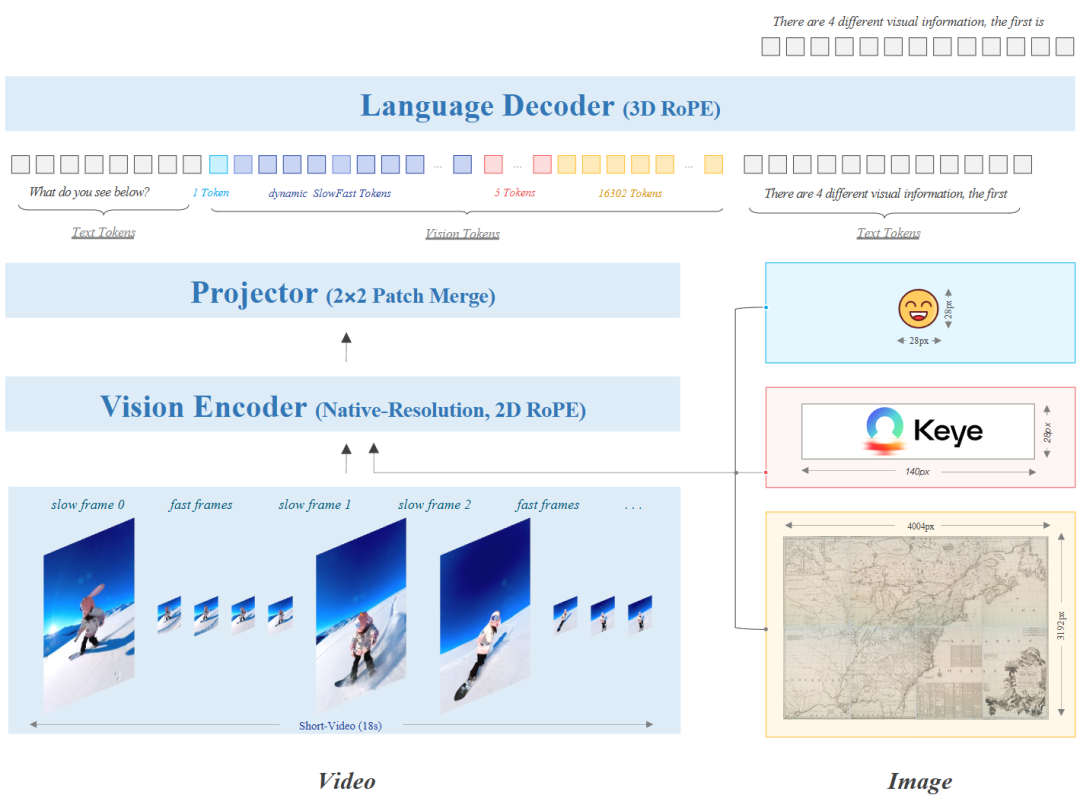 There are 4 different visual information, the first is
Language Decoder (3D RoPE)
... ... ...
What do you see below? 1 Token dynamic SlowFast Tokens 5 Tokens 16302 Tokens There are 4 different visual information, the first
Text Tokens Vision Tokens Text Tokens
Projector (2×2 Patch Merge)
28px
28px
Vision Encoder (Native-Resolution, 2D RoPE)
Keye
28px
140px
slow frame 0 fast frames slow frame 1 slow frame 2 fast frames . . .
4004px
3192px
Short-Video (18s)
Video Image